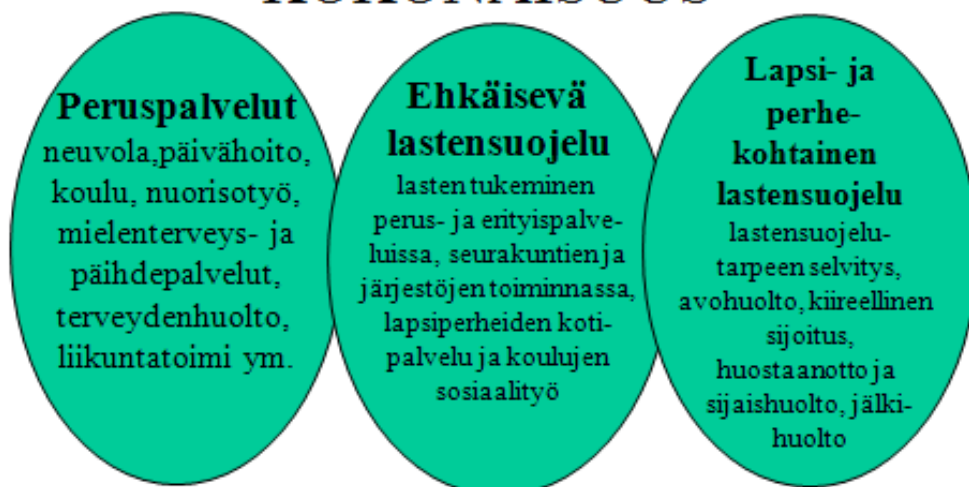 Peruspalvelut
neuvola,päivähoito,
koulu, nuorisotyö,
mielenterveys- ja
päihdepalvelut,
terveydenhuolto,
liikuntatoimi ym.
Ehkäisevä
lastensuojelu
lasten tukeminen
perus- ja erityispalve-
luissa, seurakuntien ja
järjestöjen toiminnassa,
lapsiperheiden koti-
palvelu ja koulujen
sosiaalityö
Lapsi- ja
perhe-
kohtainen
lastensuojelu
lastensuojelu-
tarpeen selvitys,
avohuolto, kiireellinen
sijoitus,
huostaanotto ja
sijaishuolto, jälki-
huolto